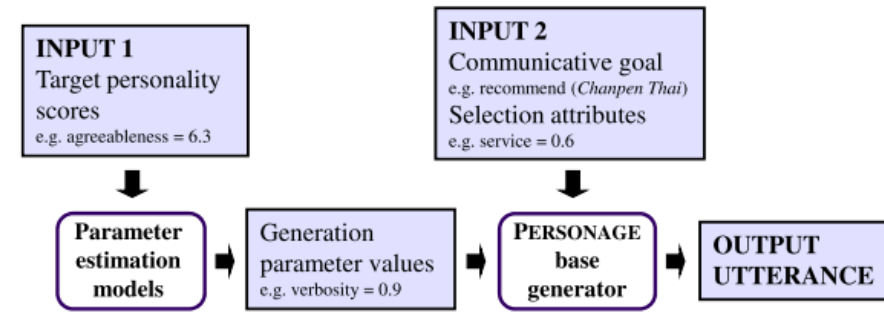 INPUT 1
Target personality
scores
e.g. agreeableness = 6.3
INPUT 2
Communicative goal
e.g. recommend (Chanpen Thai)
Selection attributes
e.g. service = 0.6
Parameter
estimation
models
Generation
parameter values
e.g. verbosity = 0.9
PERSONAGE
base
generator
OUTPUT
UTTERANCE